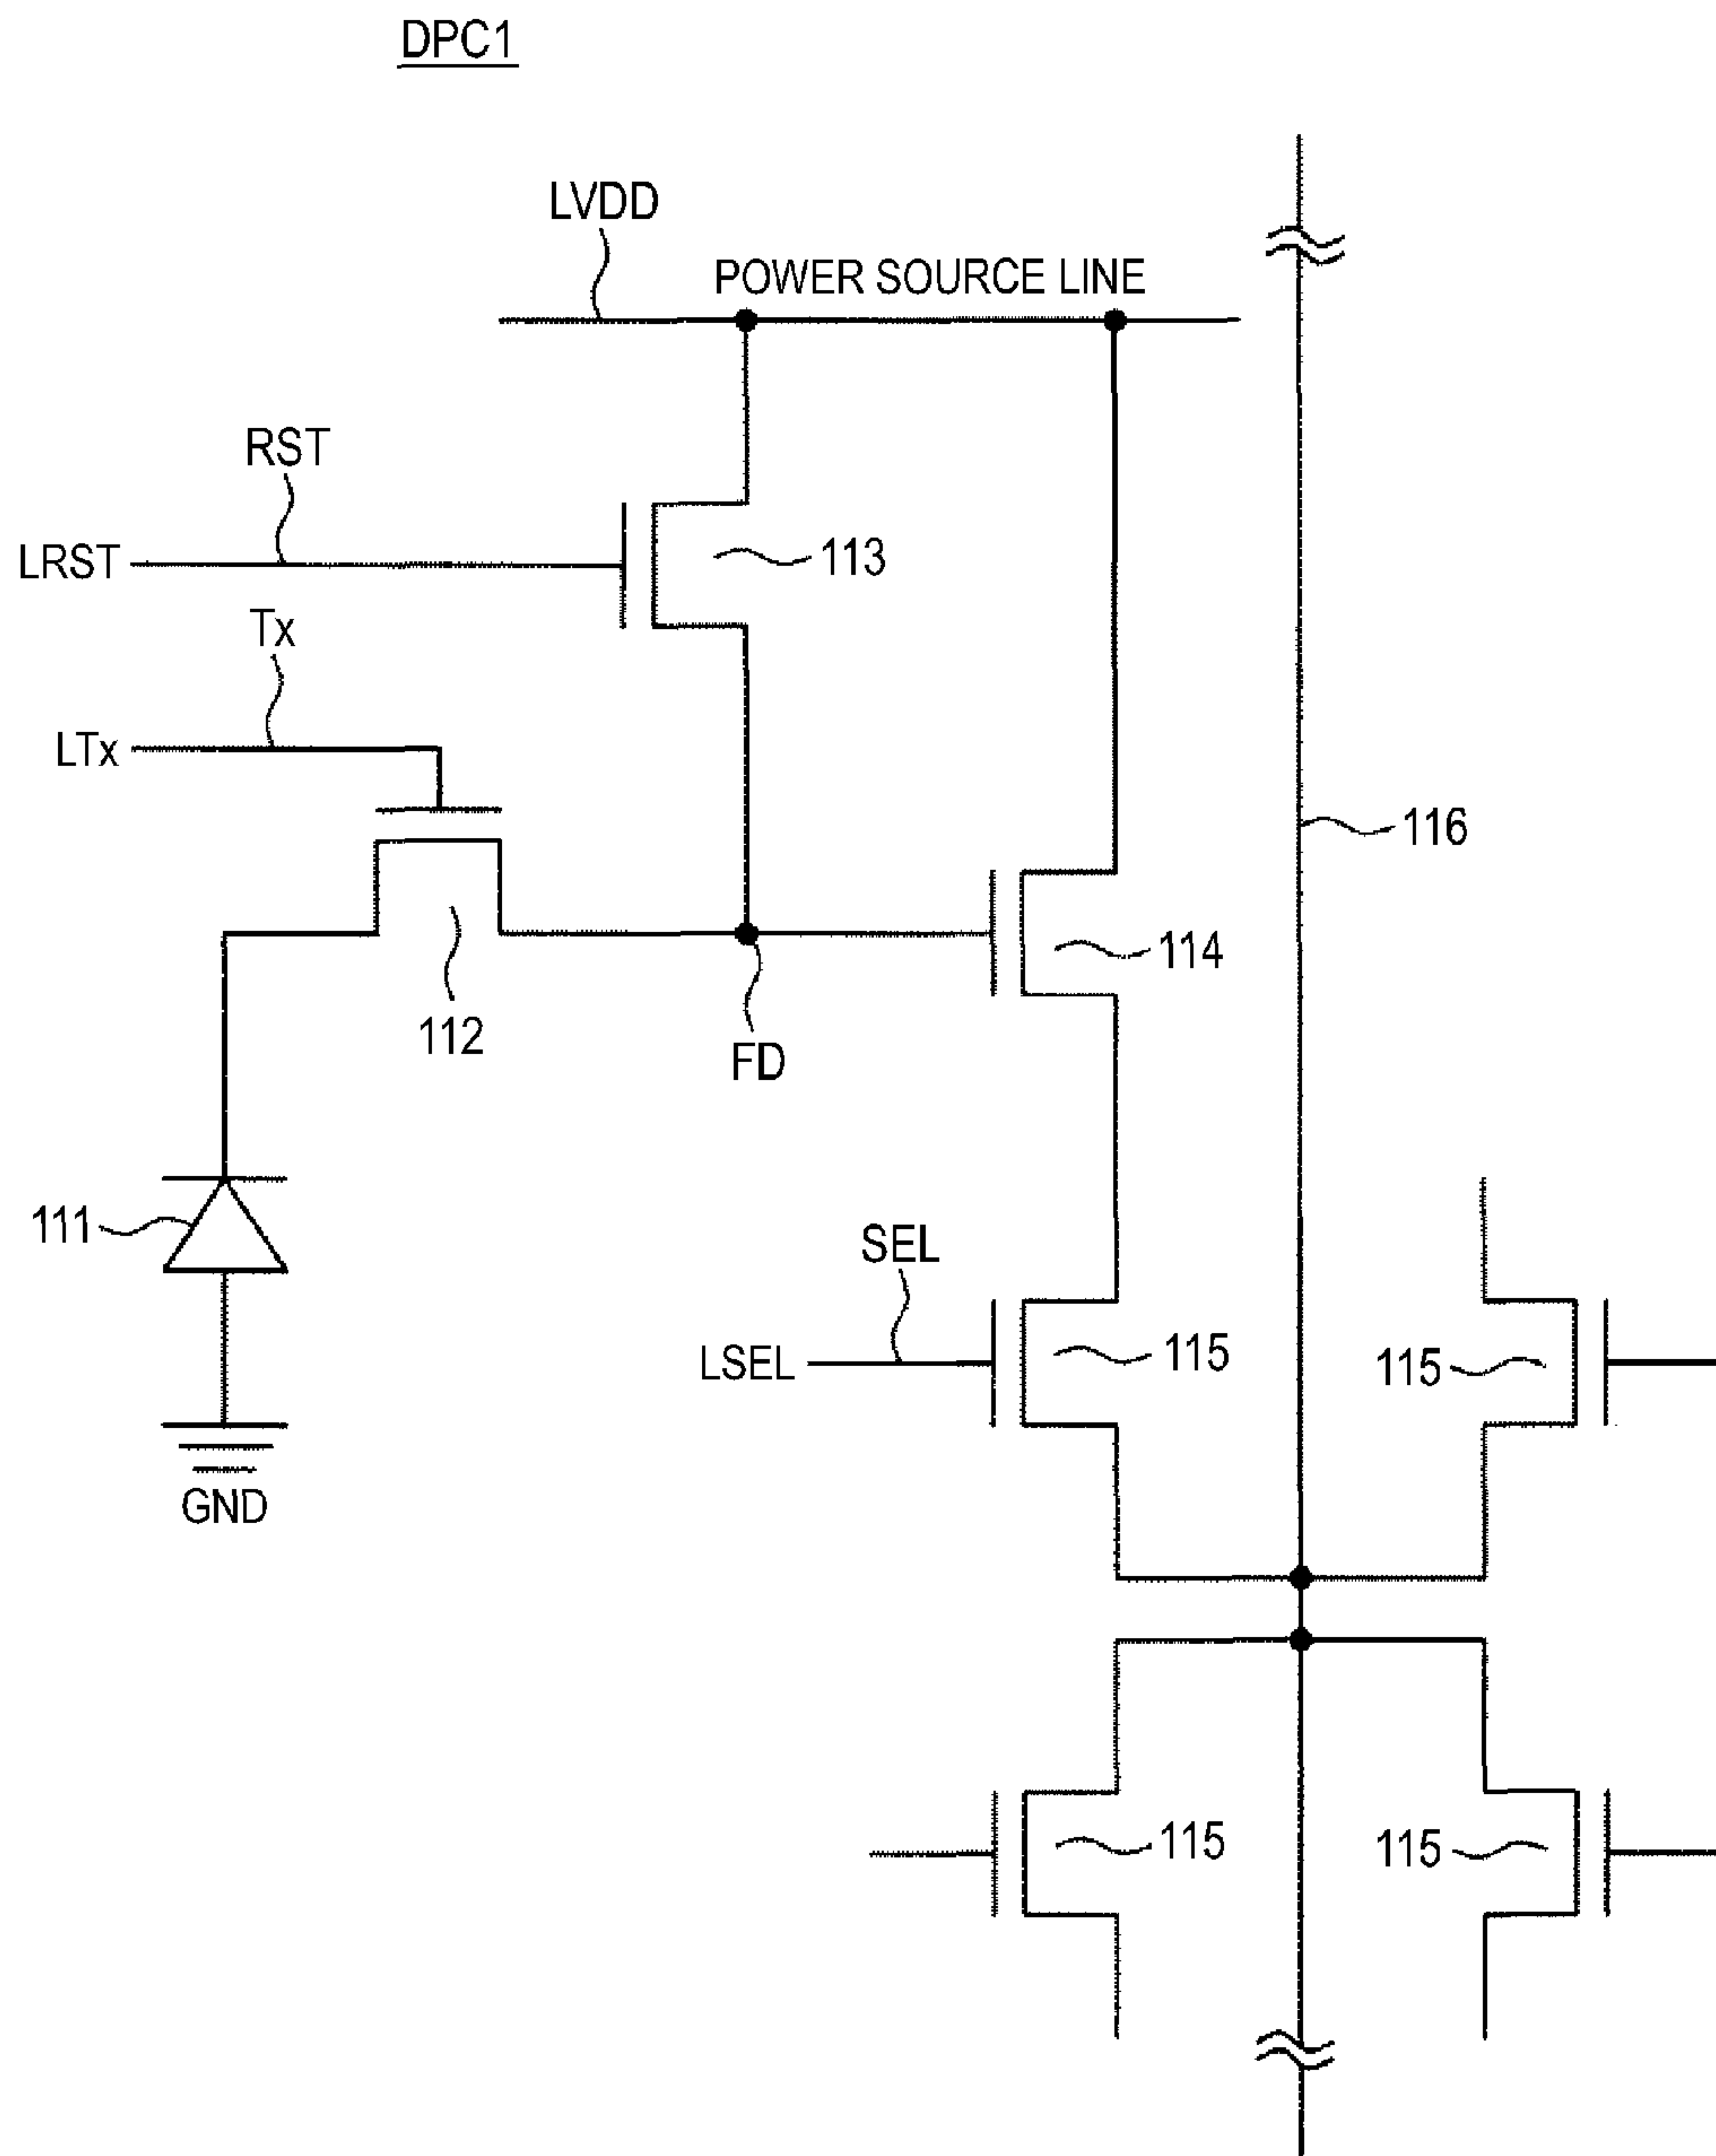 DPC1
LVDD
POWER SOURCE LINE
RST
LRST
113
Tx
LTx
116
114
112
FD
111
SEL
LSEL
115
115
GND
115
115